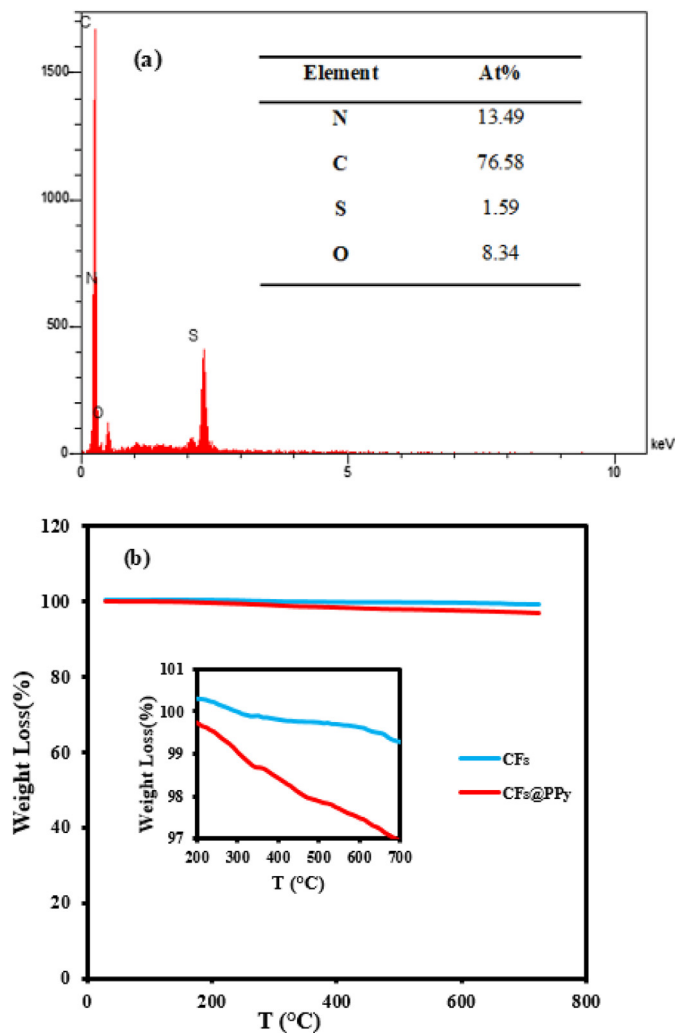 C
(a)
1500
1000
N
500
S
O
0
0
5
10
keV
Element At%
N 13.49
C 76.58
S 1.59
O 8.34
(b)
120
100
80
60
40
20
0
Weight Loss(%)
0 200 400 600 800
T (°C)
101
100
99
98
97
Weight Loss(%)
200 300 400 500 600 700
T (°C)
CFs
CFs@PPy